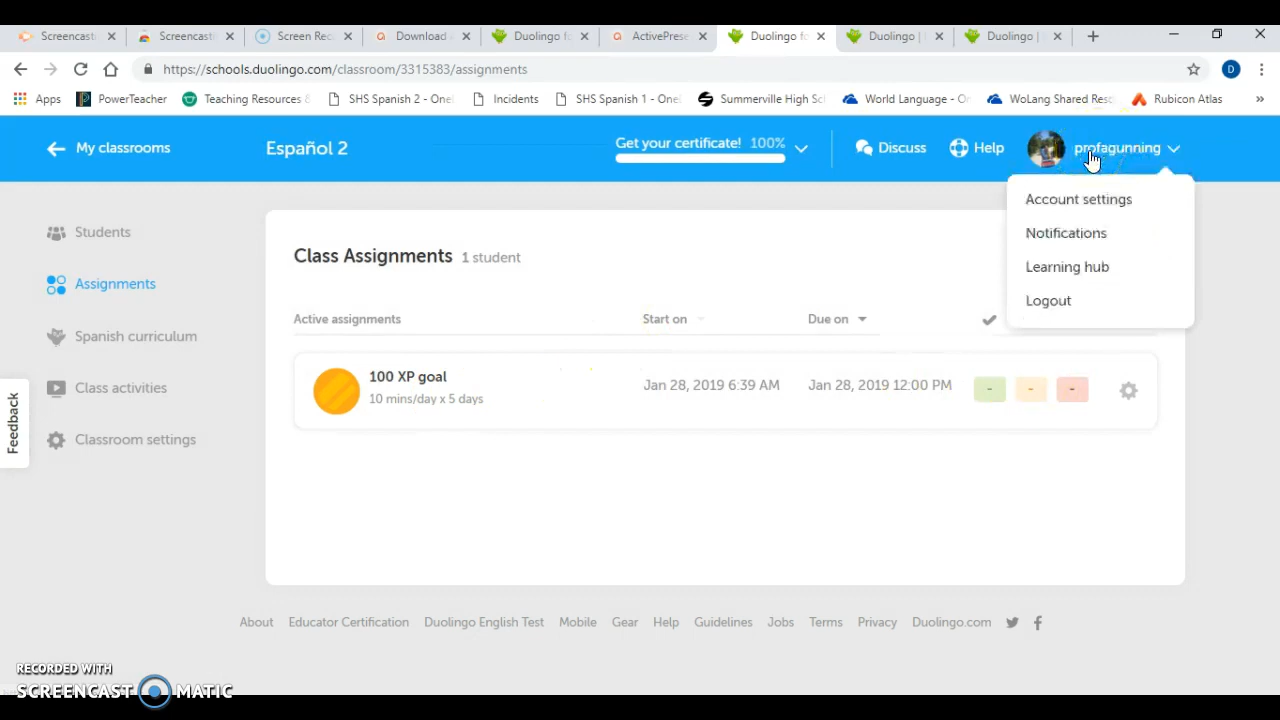 Screencast
Screencasti
Screen Rec
Download
Duolingo fo
ActivePrese
Duolingo fo
Duolingo |
Duolingo |
https://schools.duolingo.com/classroom/3315383/assignments
D
Apps
PowerTeacher
Teaching Resources &
SHS Spanish 2 - One
Incidents
SHS Spanish 1 - One
Summerville High Sc
World Language - On
WoLang Shared Reso
Rubicon Atlas
»
My classrooms
Español 2
Get your certificate! 100%
Discuss
Help
profagunning
Account settings
Notifications
Learning hub
Logout
Students
Assignments
Spanish curriculum
Class activities
Classroom settings
Feedback
Class Assignments 1 student
Active assignments
Start on
Due on
100 XP goal
10 mins/day x 5 days
Jan 28, 2019 6:39 AM
Jan 28, 2019 12:00 PM
- - -
About Educator Certification Duolingo English Test Mobile Gear Help Guidelines Jobs Terms Privacy Duolingo.com
RECORDED WITH
SCREENCAST MATIC